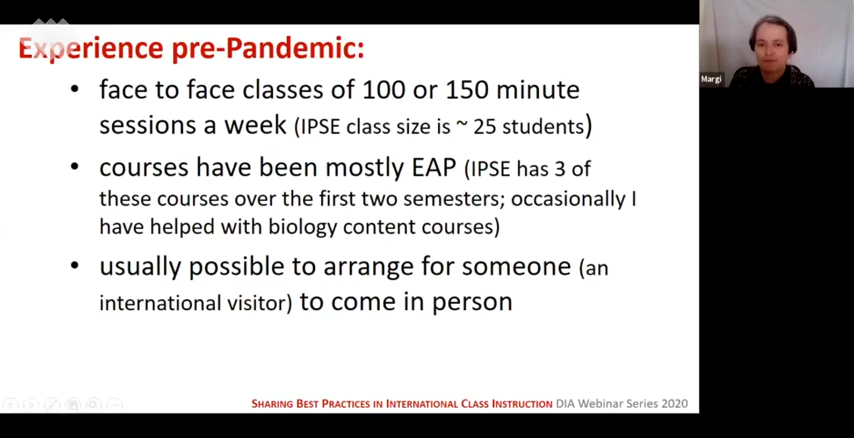 Experience pre-Pandemic:
• face to face classes of 100 or 150 minute
sessions a week (IPSE class size is ~ 25 students)
• courses have been mostly EAP (IPSE has 3 of
these courses over the first two semesters; occasionally I
have helped with biology content courses)
• usually possible to arrange for someone (an
international visitor) to come in person
SHARING BEST PRACTICES IN INTERNATIONAL CLASS INSTRUCTION DIA Webinar Series 2020
Margi